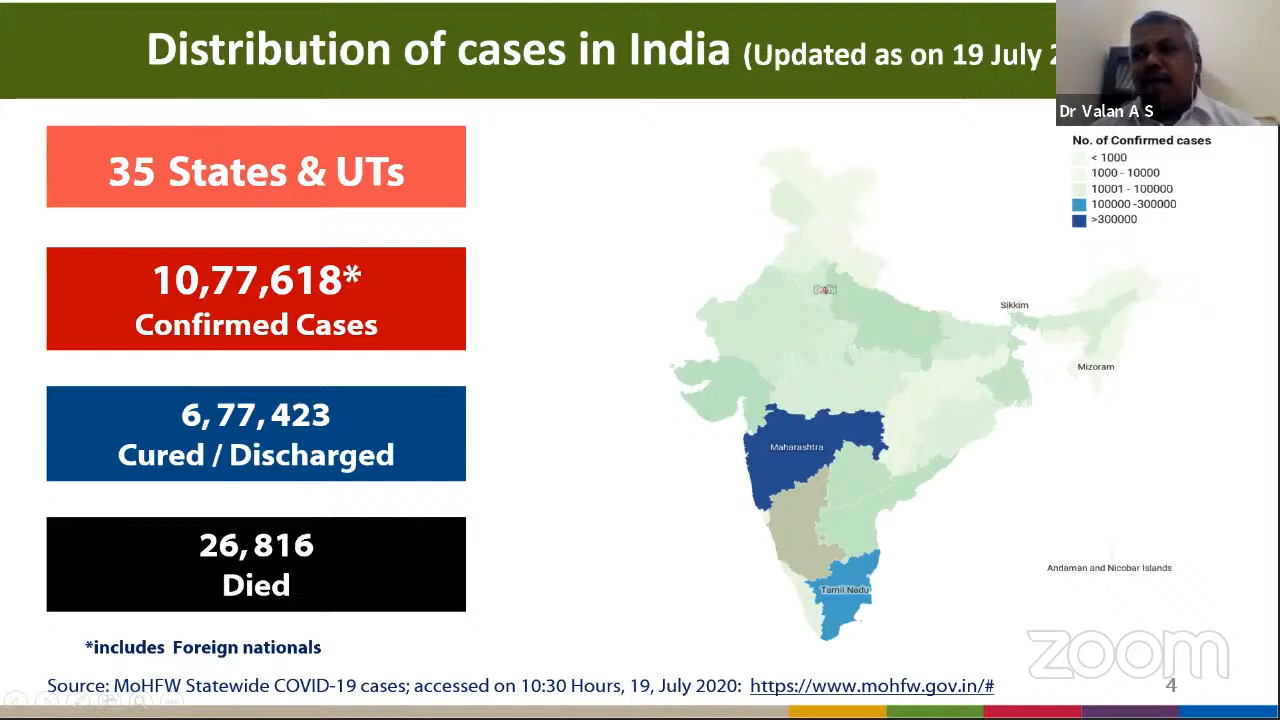 Distribution of cases in India (Updated as on 19 July
Dr Valan A S
35 States & UTs
10,77,618*
Confirmed Cases
6,77,423
Cured / Discharged
26,816
Died
*includes Foreign nationals
No. of Confirmed cases
< 1000
1000 - 10000
10001 - 100000
100000 -300000
>300000
Delhi
Sikkim
Mizoram
Maharashtra
Tamil Nadu
Andaman and Nicobar Islands
zoom
Source: MoHFW Statewide COVID-19 cases; accessed on 10:30 Hours, 19, July 2020: https://www.mohfw.gov.in/#
4